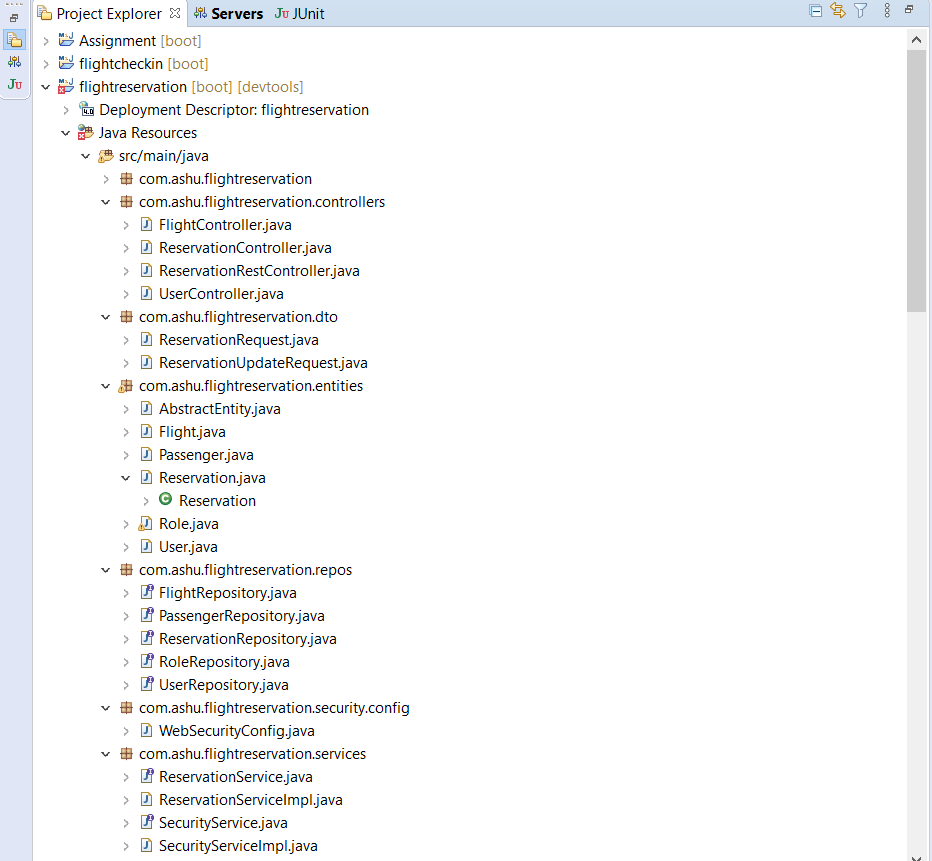 Project Explorer Servers JU JUnit
Assignment [boot]
flightcheckin [boot]
JU flightreservation [boot] [devtools]
Deployment Descriptor: flightreservation
Java Resources
src/main/java
com.ashu.flightreservation
com.ashu.flightreservation.controllers
FlightController.java
ReservationController.java
ReservationRestController.java
UserController.java
com.ashu.flightreservation.dto
ReservationRequest.java
ReservationUpdateRequest.java
com.ashu.flightreservation.entities
AbstractEntity.java
Flight.java
Passenger.java
Reservation.java
Reservation
Role.java
User.java
com.ashu.flightreservation.repos
FlightRepository.java
PassengerRepository.java
ReservationRepository.java
RoleRepository.java
UserRepository.java
com.ashu.flightreservation.security.config
WebSecurityConfig.java
com.ashu.flightreservation.services
ReservationService.java
ReservationServiceImpl.java
SecurityService.java
SecurityServiceImpl.java